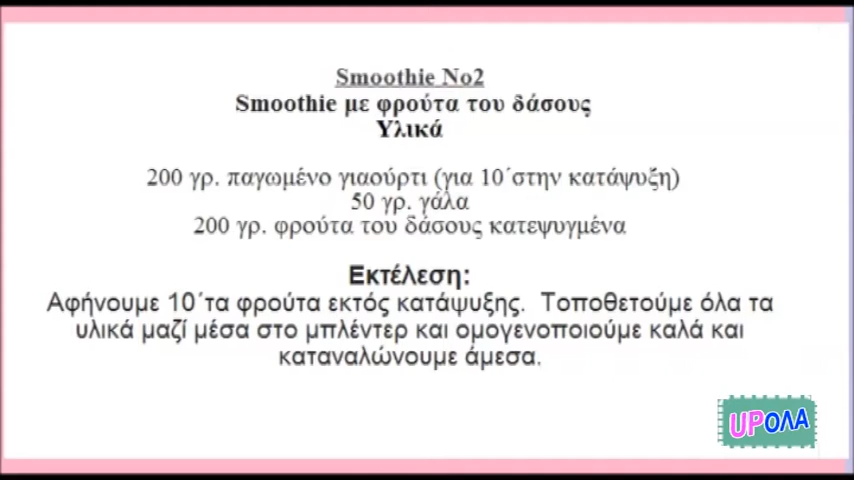 Smoothie No2
Smoothie με φρούτα του δάσους
Υλικά
200 γρ. παγωμένο γιαούρτι (για 10΄στην κατάψυξη)
50 γρ. γάλα
200 γρ. φρούτα του δάσους κατεψυγμένα
Εκτέλεση:
Αφήνουμε 10΄τα φρούτα εκτός κατάψυξης. Τοποθετούμε όλα τα
υλικά μαζί μέσα στο μπλέντερ και ομογενοποιούμε καλά και
καταναλώνουμε άμεσα.
UPΟΛΑ